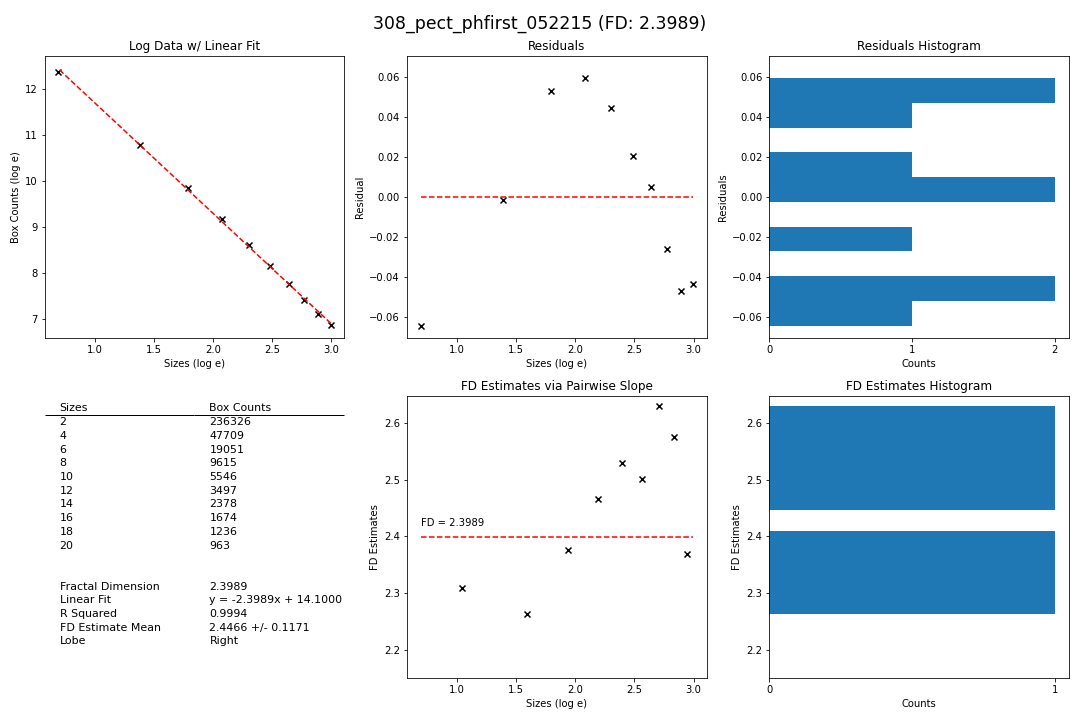 308_pect_phfirst_052215 (FD: 2.3989)
Log Data w/ Linear Fit
12
11
10
9
8
7
Box Counts (log e)
1.0 1.5 2.0 2.5 3.0
Sizes (log e)
Residuals
0.06
0.04
0.02
0.00
−0.02
−0.04
−0.06
Residual
1.0 1.5 2.0 2.5 3.0
Sizes (log e)
Residuals Histogram
0.06
0.04
0.02
0.00
−0.02
−0.04
−0.06
Residuals
0 1 2
Counts
Sizes Box Counts
2 236326
4 47709
6 19051
8 9615
10 5546
12 3497
14 2378
16 1674
18 1236
20 963
Fractal Dimension 2.3989
Linear Fit y = -2.3989x + 14.1000
R Squared 0.9994
FD Estimate Mean 2.4466 +/- 0.1171
Lobe Right
FD Estimates via Pairwise Slope
2.6
2.5
2.4
2.3
2.2
FD Estimates
FD = 2.3989
1.0 1.5 2.0 2.5 3.0
Sizes (log e)
FD Estimates Histogram
2.6
2.5
2.4
2.3
2.2
FD Estimates
0 1
Counts